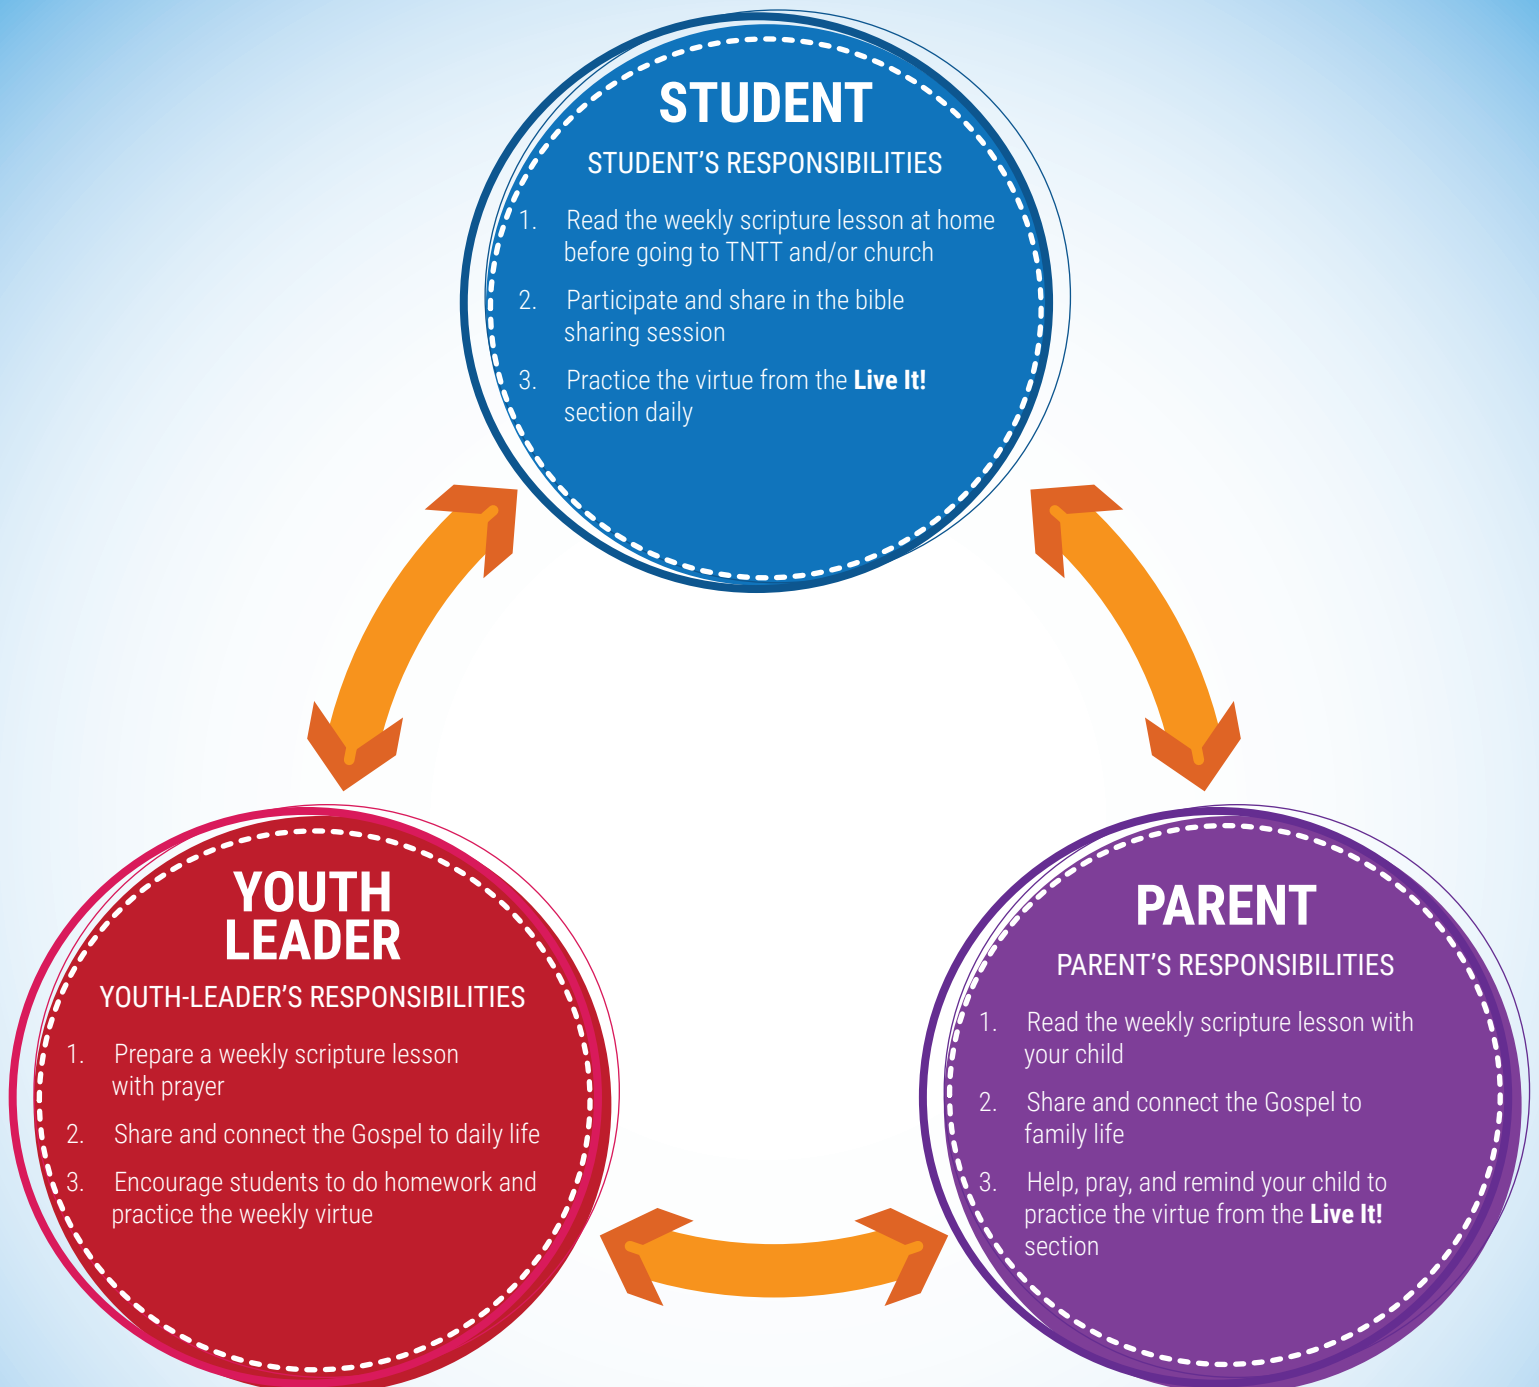 STUDENT
STUDENT'S RESPONSIBILITIES
1. Read the weekly scripture lesson at home
before going to TNTT and/or church
2. Participate and share in the bible
sharing session
3. Practice the virtue from the Live It!
section daily
YOUTH
LEADER
YOUTH-LEADER'S RESPONSIBILITIES
1. Prepare a weekly scripture lesson
with prayer
2. Share and connect the Gospel to daily life
3. Encourage students to do homework and
practice the weekly virtue
PARENT
PARENT'S RESPONSIBILITIES
1. Read the weekly scripture lesson with
your child
2. Share and connect the Gospel to
family life
3. Help, pray, and remind your child to
practice the virtue from the Live It!
section